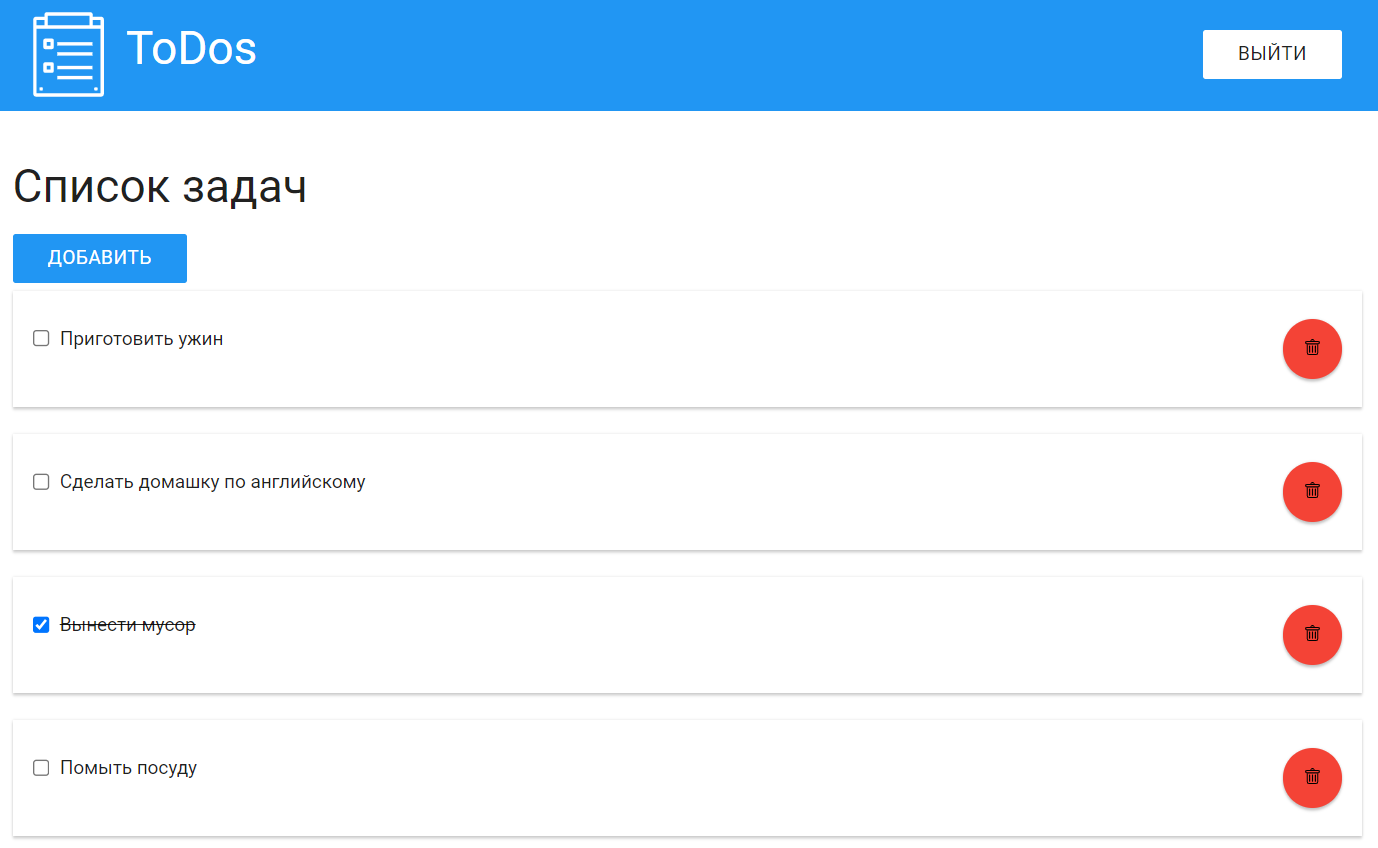 ToDos
ВЫЙТИ
Список задач
ДОБАВИТЬ
Приготовить ужин
Сделать домашку по английскому
Вынести мусор
Помыть посуду